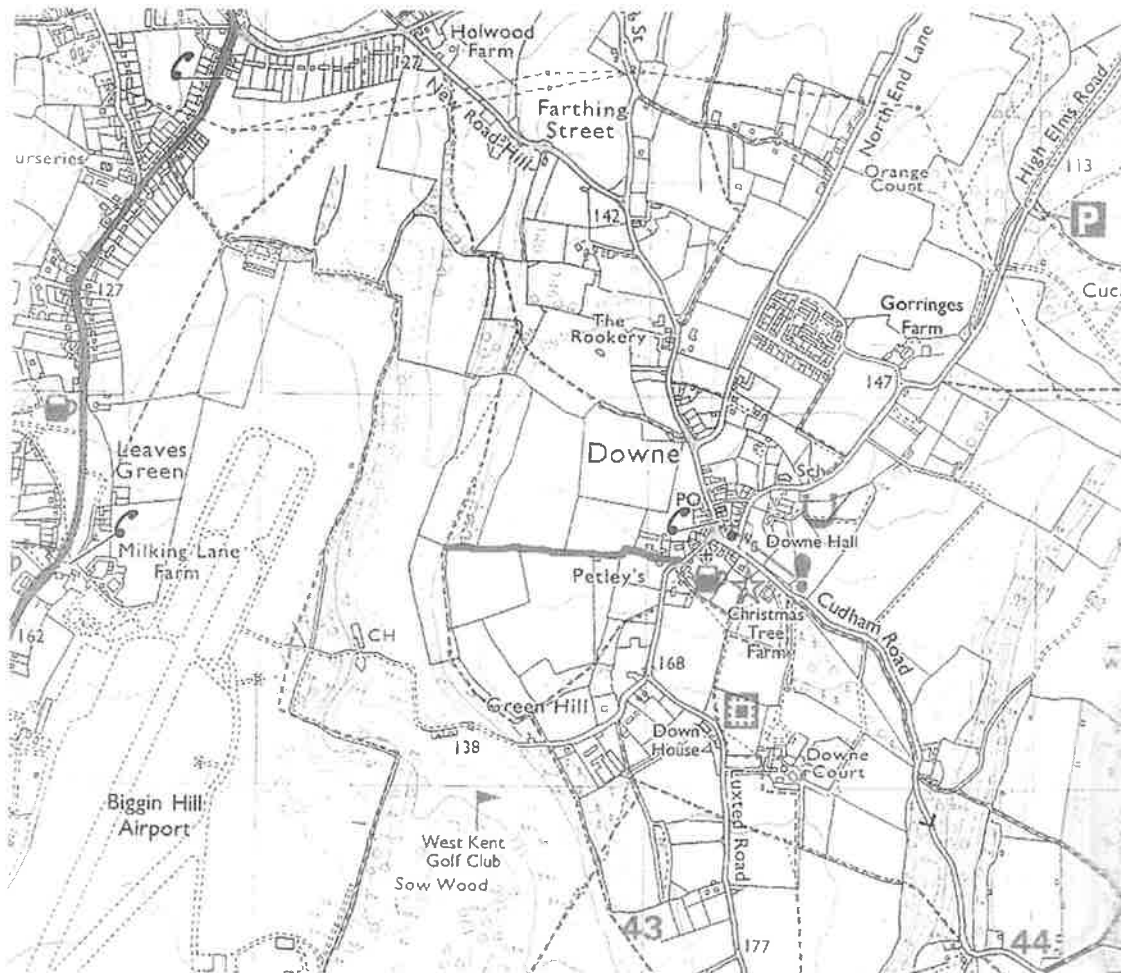 Holwood
Farm
St
127
New Road Hill
Farthing
Street
North End Lane
High Elms Road
113
P
urseries
Orange
Court
142
127
Cuc
Gorringes
Farm
The
Rookery
147
Leaves
Green
Downe
Sch
PO
Downe Hall
Milking Lane
Farm
Petley's
Christmas
Tree
Farm
Cudham Road
162
CH
168
Green Hill
138
Down
House
Downe
Court
Biggin Hill
Airport
Luxted Road
West Kent
Golf Club
Sow Wood
43
177
44